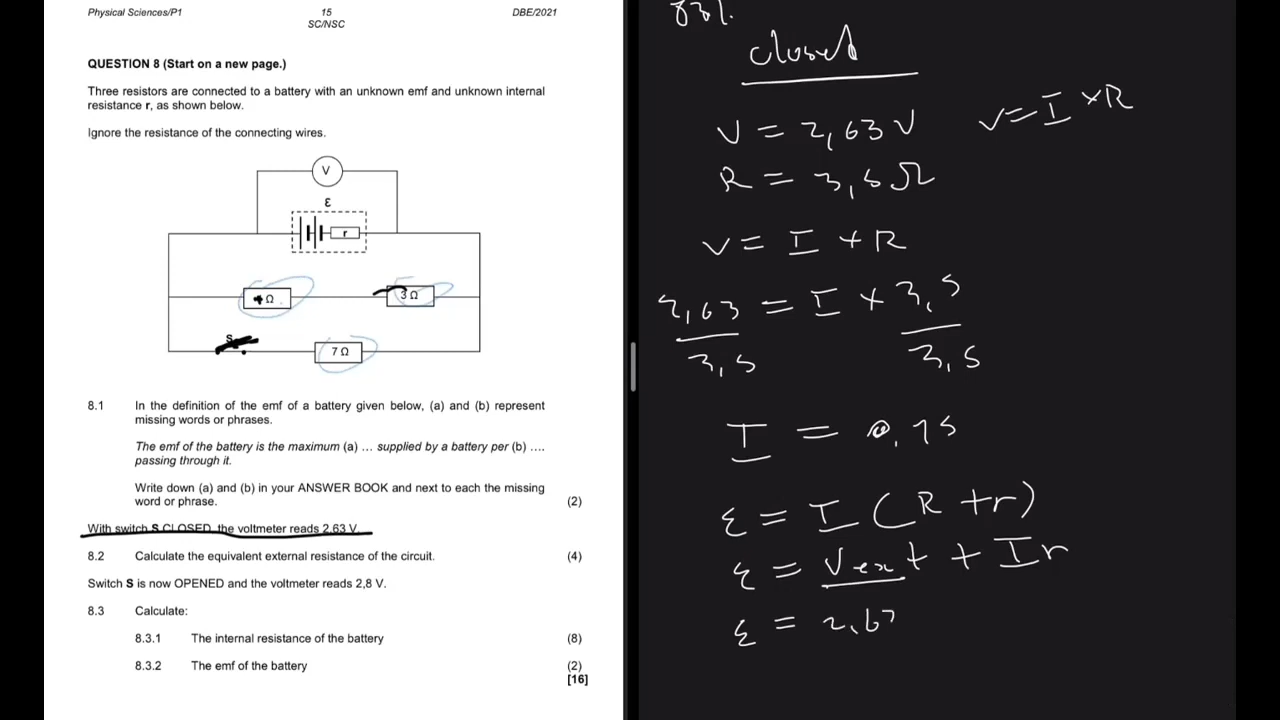 Physical Sciences/P1 15 DBE/2021
SC/NSC
QUESTION 8 (Start on a new page.)
Three resistors are connected to a battery with an unknown emf and unknown internal
resistance r, as shown below.
Ignore the resistance of the connecting wires.
V
ε
r
4 Ω 3 Ω
S
7 Ω
8.1 In the definition of the emf of a battery given below, (a) and (b) represent
missing words or phrases.
The emf of the battery is the maximum (a) … supplied by a battery per (b) ….
passing through it.
Write down (a) and (b) in your ANSWER BOOK and next to each the missing
word or phrase. (2)
With switch S CLOSED, the voltmeter reads 2,63 V.
8.2 Calculate the equivalent external resistance of the circuit. (4)
Switch S is now OPENED and the voltmeter reads 2,8 V.
8.3 Calculate:
8.3.1 The internal resistance of the battery (8)
8.3.2 The emf of the battery (2)
[16]
831.
closed
V = 2,63 V V = I × R
R = 3,5 Ω
V = I × R
2,63 = I × 3,5
3,5 3,5
I = 0,75
ε = I (R + r)
ε = Vext + Ir
ε = 2,63